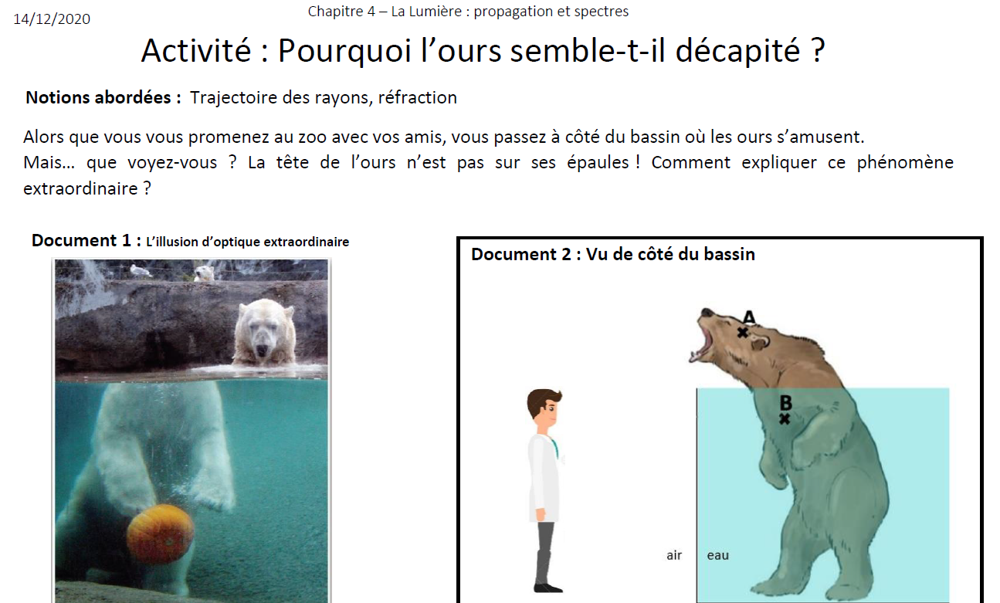 14/12/2020
Chapitre 4 – La Lumière : propagation et spectres
Activité : Pourquoi l’ours semble-t-il décapité ?
Notions abordées : Trajectoire des rayons, réfraction
Alors que vous vous promenez au zoo avec vos amis, vous passez à côté du bassin où les ours s’amusent.
Mais… que voyez-vous ? La tête de l’ours n’est pas sur ses épaules ! Comment expliquer ce phénomène
extraordinaire ?
Document 1 : L’illusion d’optique extraordinaire
Document 2 : Vu de côté du bassin
A
B
air
eau